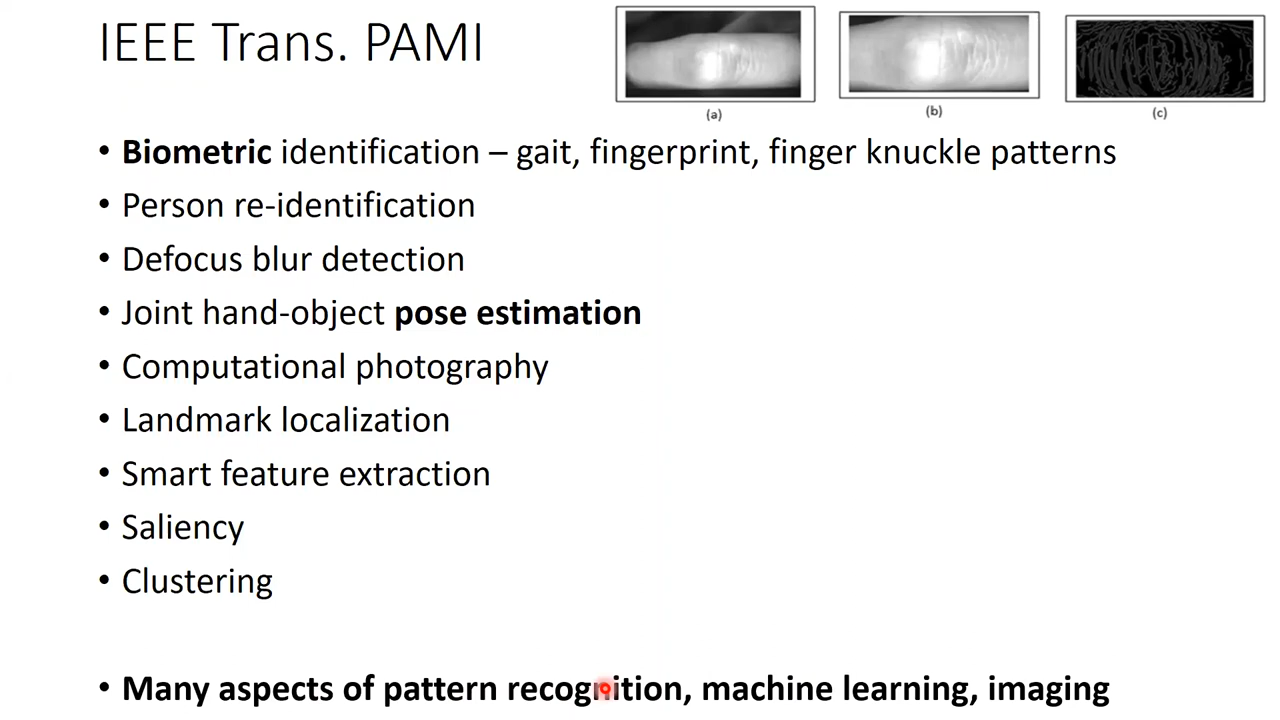 IEEE Trans. PAMI
(a)
(b)
(c)
• Biometric identification – gait, fingerprint, finger knuckle patterns
• Person re-identification
• Defocus blur detection
• Joint hand-object pose estimation
• Computational photography
• Landmark localization
• Smart feature extraction
• Saliency
• Clustering
• Many aspects of pattern recognition, machine learning, imaging